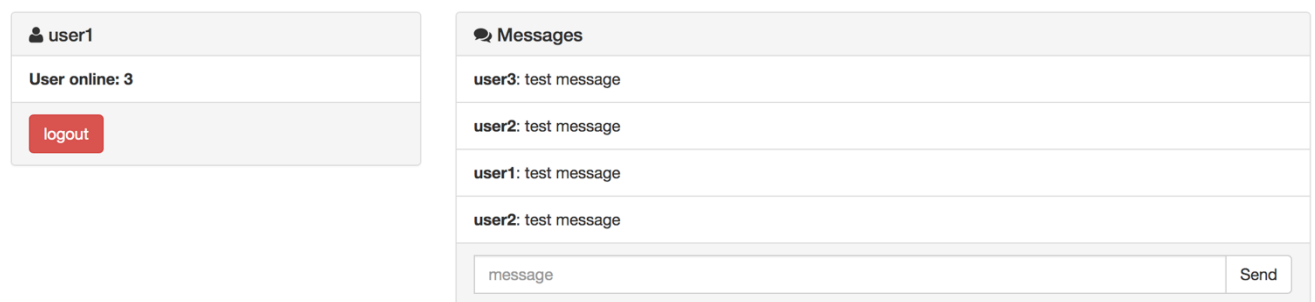 user1
User online: 3
logout
Messages
user3: test message
user2: test message
user1: test message
user2: test message
message
Send